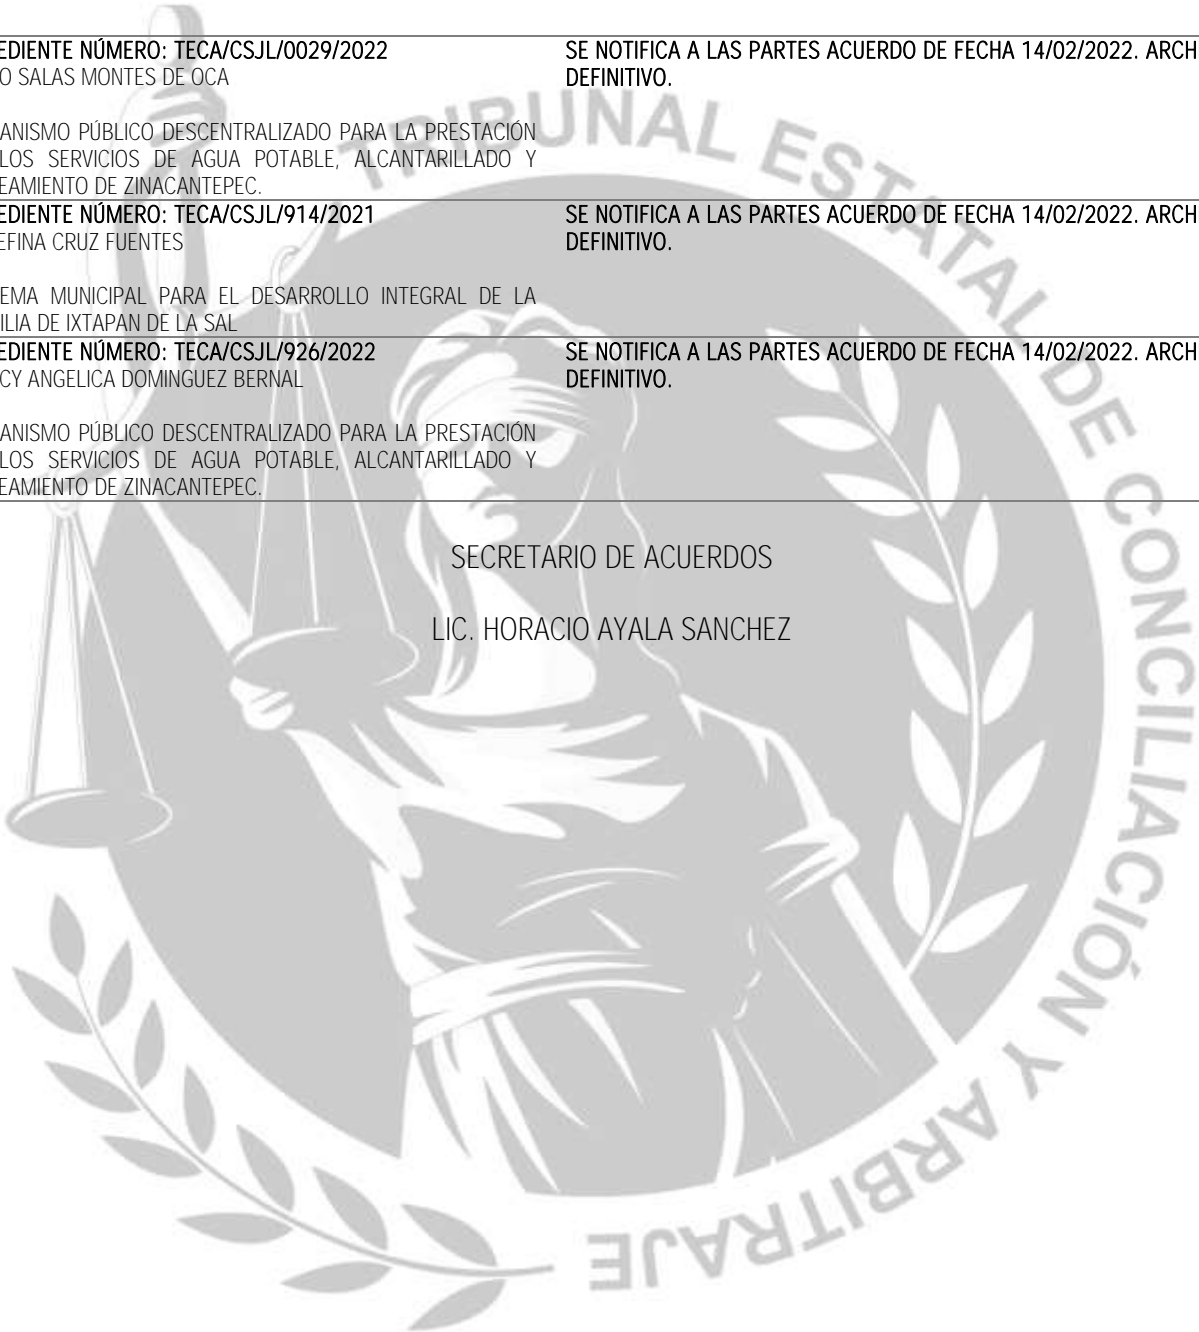 EDIENTE NÚMERO: TECA/CSJL/0029/2022
O SALAS MONTES DE OCA
ANISMO PÚBLICO DESCENTRALIZADO PARA LA PRESTACIÓN
LOS SERVICIOS DE AGUA POTABLE, ALCANTARILLADO Y
EAMIENTO DE ZINACANTEPEC.
SE NOTIFICA A LAS PARTES ACUERDO DE FECHA 14/02/2022. ARCH
DEFINITIVO.
EDIENTE NÚMERO: TECA/CSJL/914/2021
EFINA CRUZ FUENTES
EMA MUNICIPAL PARA EL DESARROLLO INTEGRAL DE LA
ILIA DE IXTAPAN DE LA SAL
SE NOTIFICA A LAS PARTES ACUERDO DE FECHA 14/02/2022. ARCH
DEFINITIVO.
EDIENTE NÚMERO: TECA/CSJL/926/2022
CY ANGELICA DOMINGUEZ BERNAL
ANISMO PÚBLICO DESCENTRALIZADO PARA LA PRESTACIÓN
LOS SERVICIOS DE AGUA POTABLE, ALCANTARILLADO Y
EAMIENTO DE ZINACANTEPEC.
SE NOTIFICA A LAS PARTES ACUERDO DE FECHA 14/02/2022. ARCH
DEFINITIVO.
SECRETARIO DE ACUERDOS
LIC. HORACIO AYALA SANCHEZ
TRIBUNAL ESTATAL DE CONCILIACIÓN Y ARBITRAJE